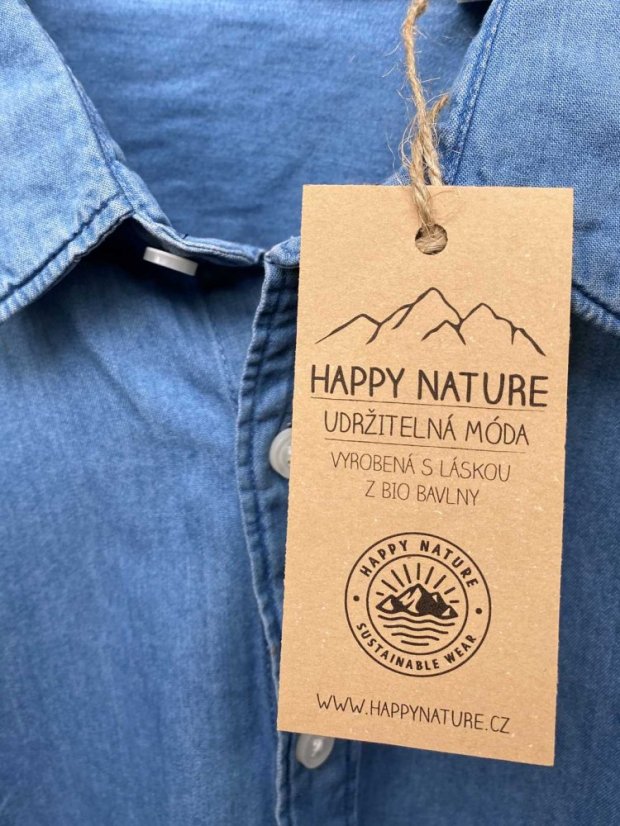 HAPPY NATURE
UDRŽITELNÁ MÓDA
VYROBENÁ S LÁSKOU
Z BIO BAVLNY
HAPPY NATURE
SUSTAINABLE WEAR
WWW.HAPPYNATURE.CZ